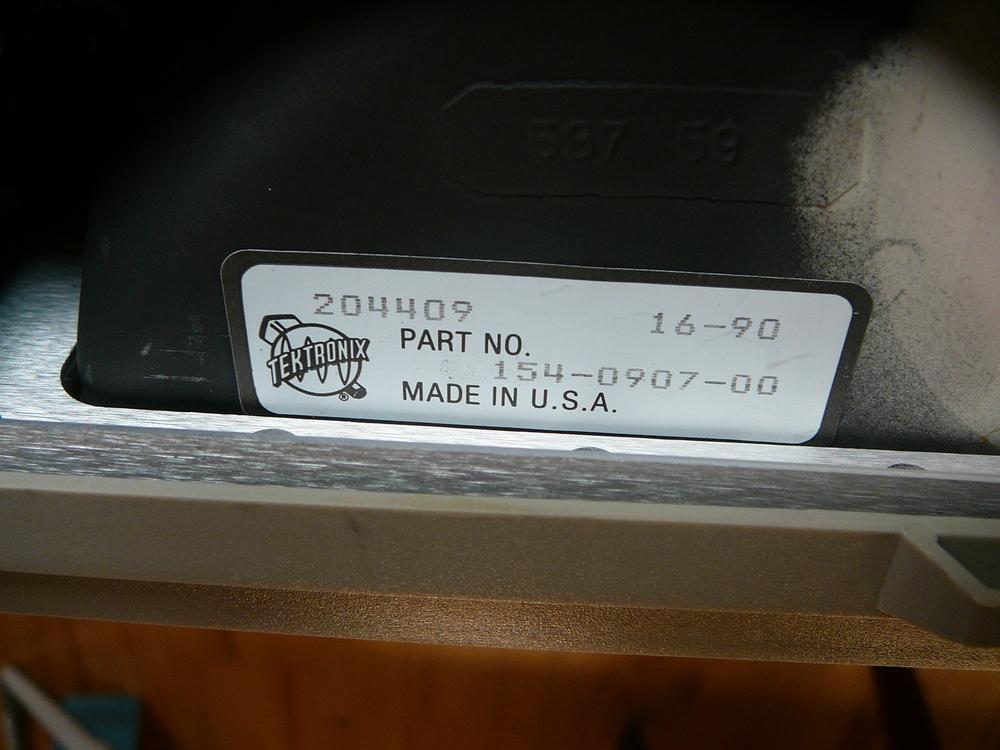 537 59
204409
16-90
TEKTRONIX
®
PART NO.
154-0907-00
MADE IN U.S.A.